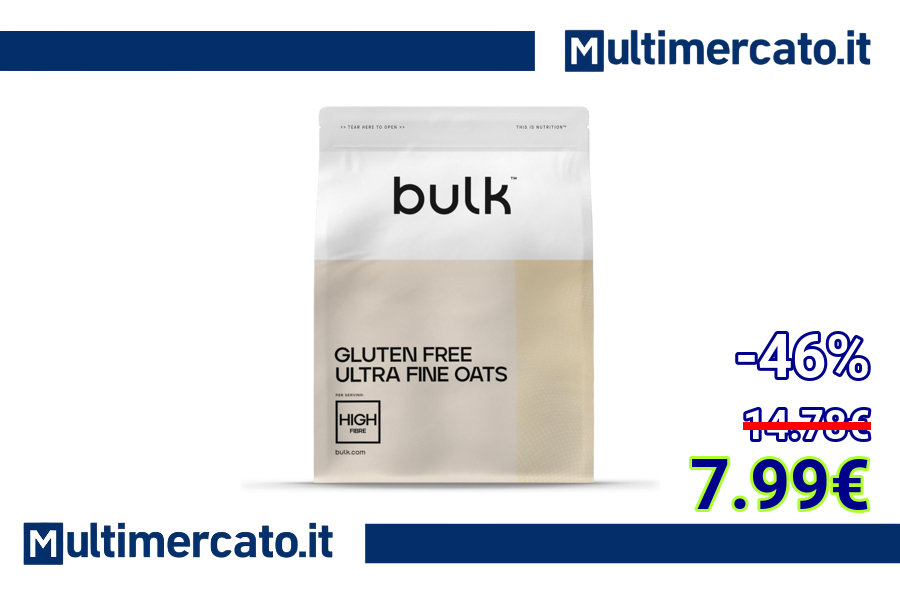 Multimercato.it
>> TEAR HERE TO OPEN >>
THIS IS NUTRITION™
bulk™
GLUTEN FREE
ULTRA FINE OATS
PER SERVING
HIGH
FIBRE
bulk.com
-46%
14.78€
7.99€
Multimercato.it